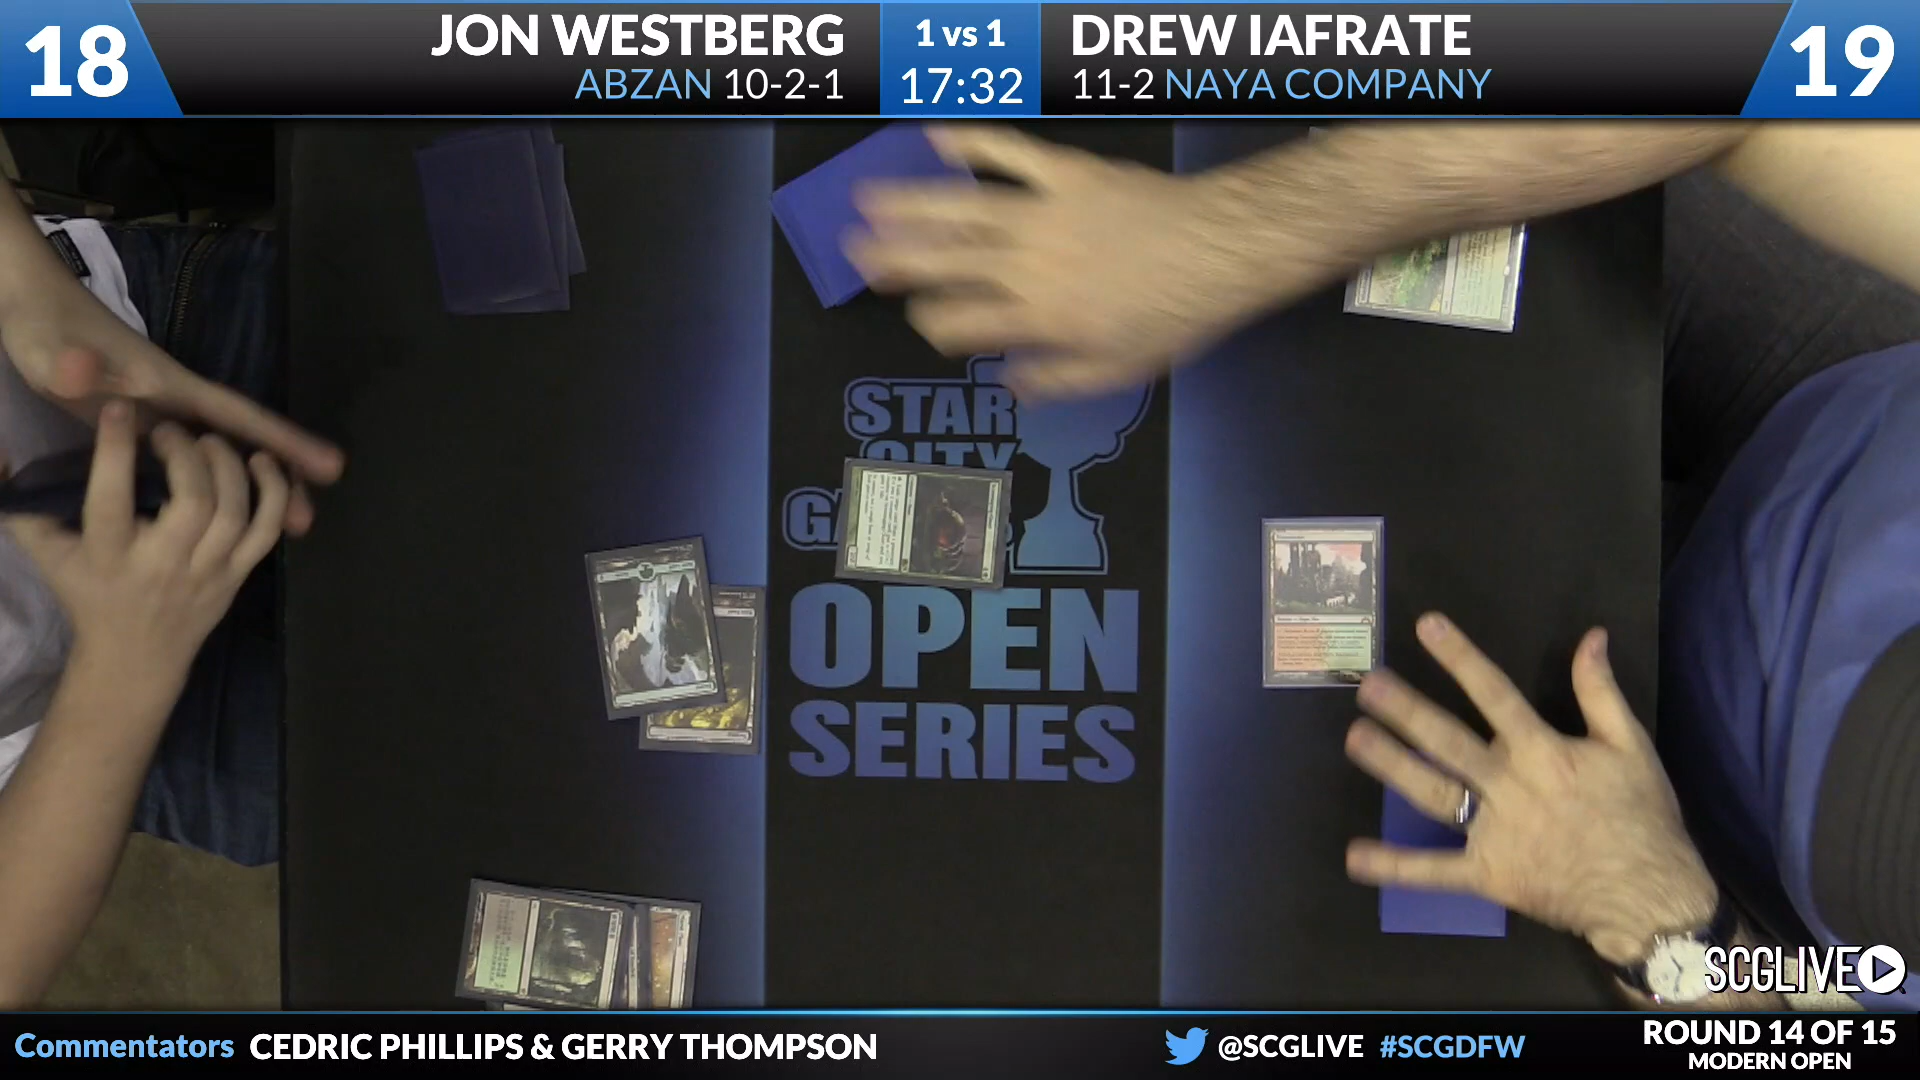 18
JON WESTBERG
ABZAN 10-2-1
1 vs 1
17:32
DREW IAFRATE
11-2 NAYA COMPANY
19
STAR
CITY
OPEN
SERIES
SCGLIVE
Commentators CEDRIC PHILLIPS & GERRY THOMPSON
@SCGLIVE #SCGDFW
ROUND 14 OF 15
MODERN OPEN